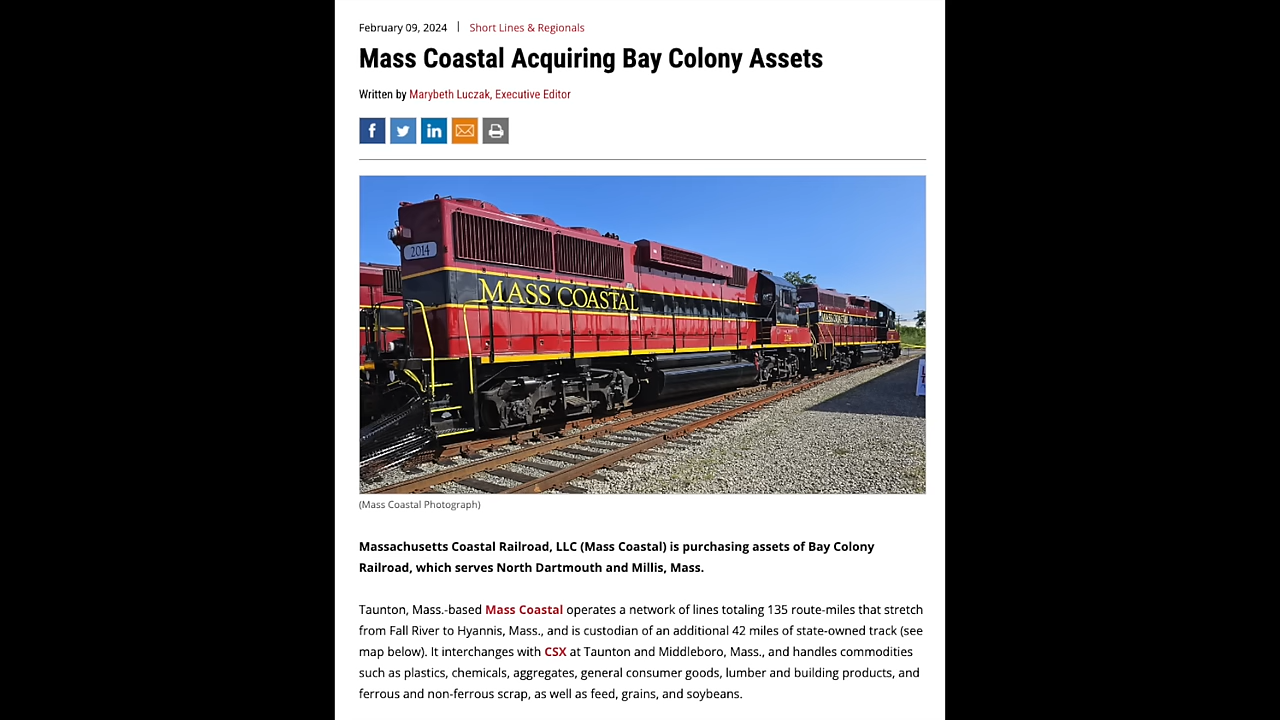 February 09, 2024 | Short Lines & Regionals
Mass Coastal Acquiring Bay Colony Assets
Written by Marybeth Luczak, Executive Editor
2014
MASS COASTAL
(Mass Coastal Photograph)
Massachusetts Coastal Railroad, LLC (Mass Coastal) is purchasing assets of Bay Colony
Railroad, which serves North Dartmouth and Millis, Mass.
Taunton, Mass.-based Mass Coastal operates a network of lines totaling 135 route-miles that stretch
from Fall River to Hyannis, Mass., and is custodian of an additional 42 miles of state-owned track (see
map below). It interchanges with CSX at Taunton and Middleboro, Mass., and handles commodities
such as plastics, chemicals, aggregates, general consumer goods, lumber and building products, and
ferrous and non-ferrous scrap, as well as feed, grains, and soybeans.